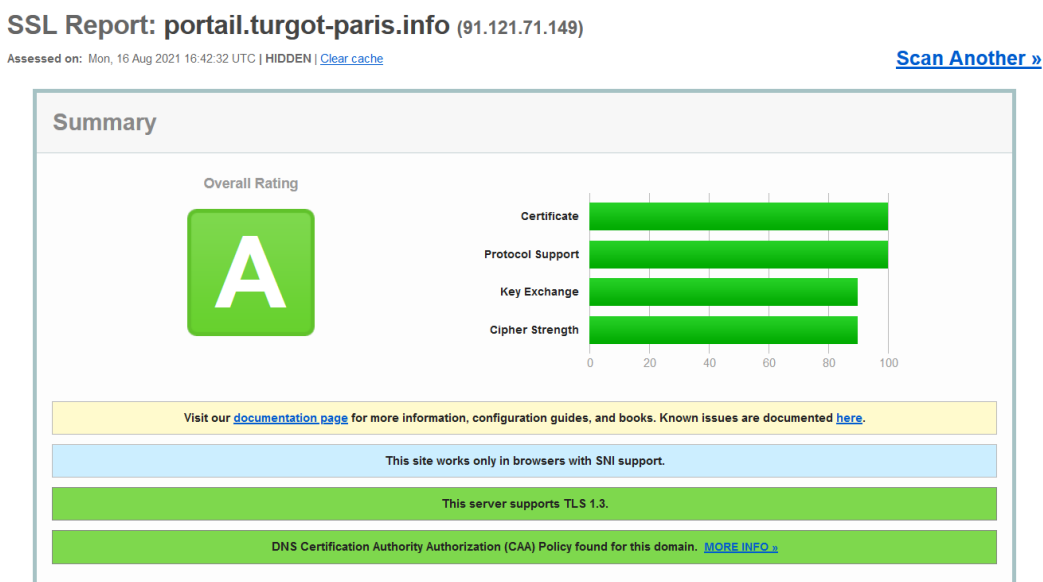 SSL Report: portail.turgot-paris.info (91.121.71.149)
Assessed on: Mon, 16 Aug 2021 16:42:32 UTC | HIDDEN | Clear cache
Scan Another »
Summary
Overall Rating
A
Certificate
Protocol Support
Key Exchange
Cipher Strength
0 20 40 60 80 100
Visit our documentation page for more information, configuration guides, and books. Known issues are documented here.
This site works only in browsers with SNI support.
This server supports TLS 1.3.
DNS Certification Authority Authorization (CAA) Policy found for this domain. MORE INFO »